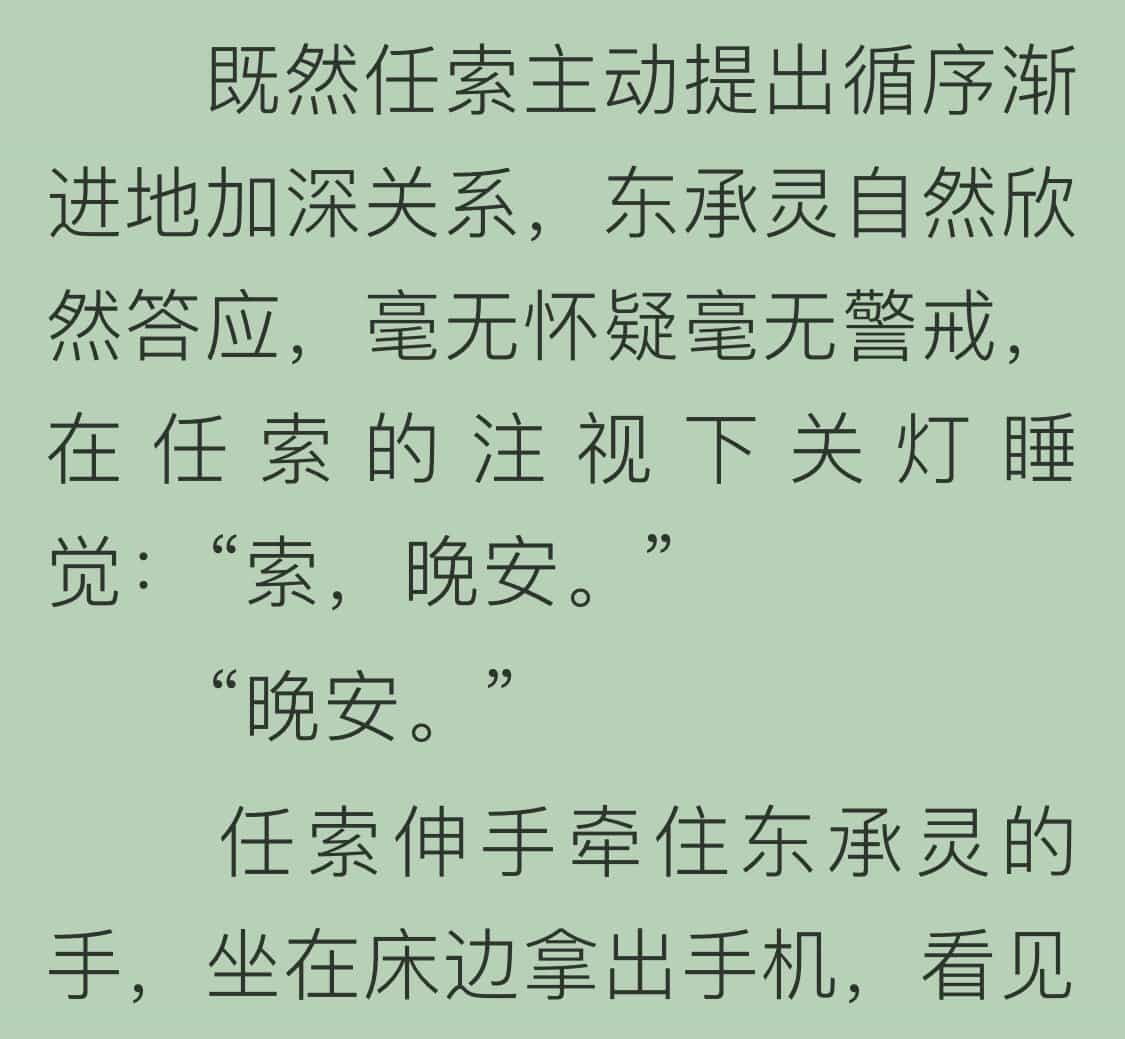 既然任索主动提出循序渐
进地加深关系，东承灵自然欣
然答应，毫无怀疑毫无警戒，
在任索的注视下关灯睡
觉：“索，晚安。”
“晚安。”
任索伸手牵住东承灵的
手，坐在床边拿出手机，看见